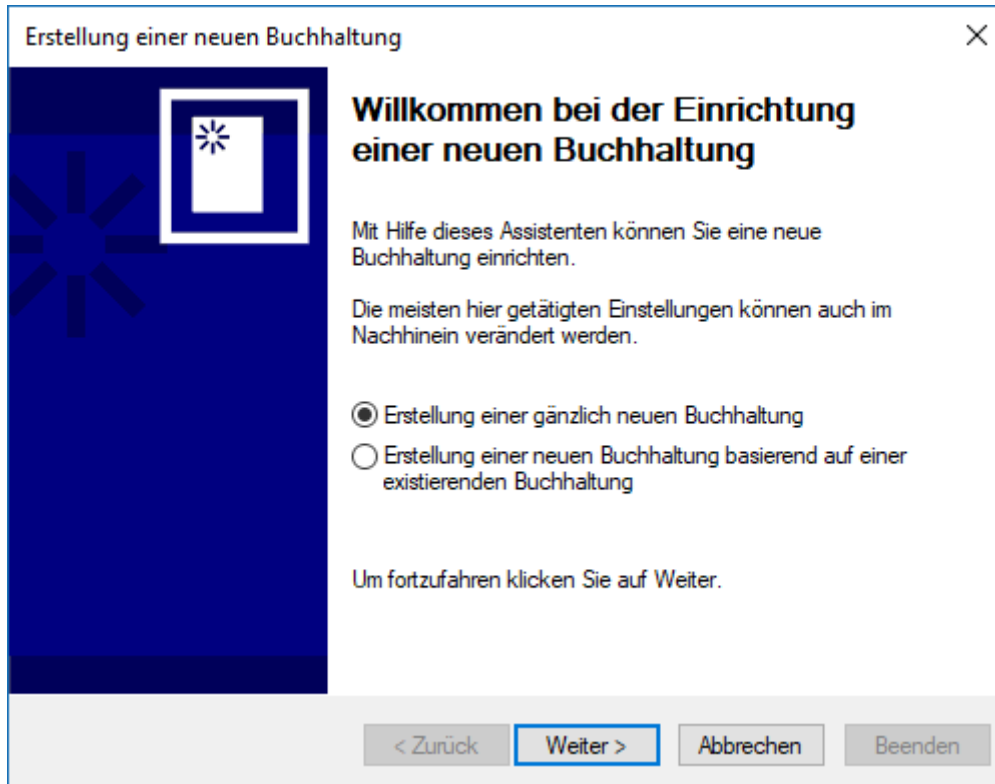 Erstellung einer neuen Buchhaltung
Willkommen bei der Einrichtung
einer neuen Buchhaltung
Mit Hilfe dieses Assistenten können Sie eine neue
Buchhaltung einrichten.
Die meisten hier getätigten Einstellungen können auch im
Nachhinein verändert werden.
Erstellung einer gänzlich neuen Buchhaltung
Erstellung einer neuen Buchhaltung basierend auf einer
existierenden Buchhaltung
Um fortzufahren klicken Sie auf Weiter.
< Zurück Weiter > Abbrechen Beenden